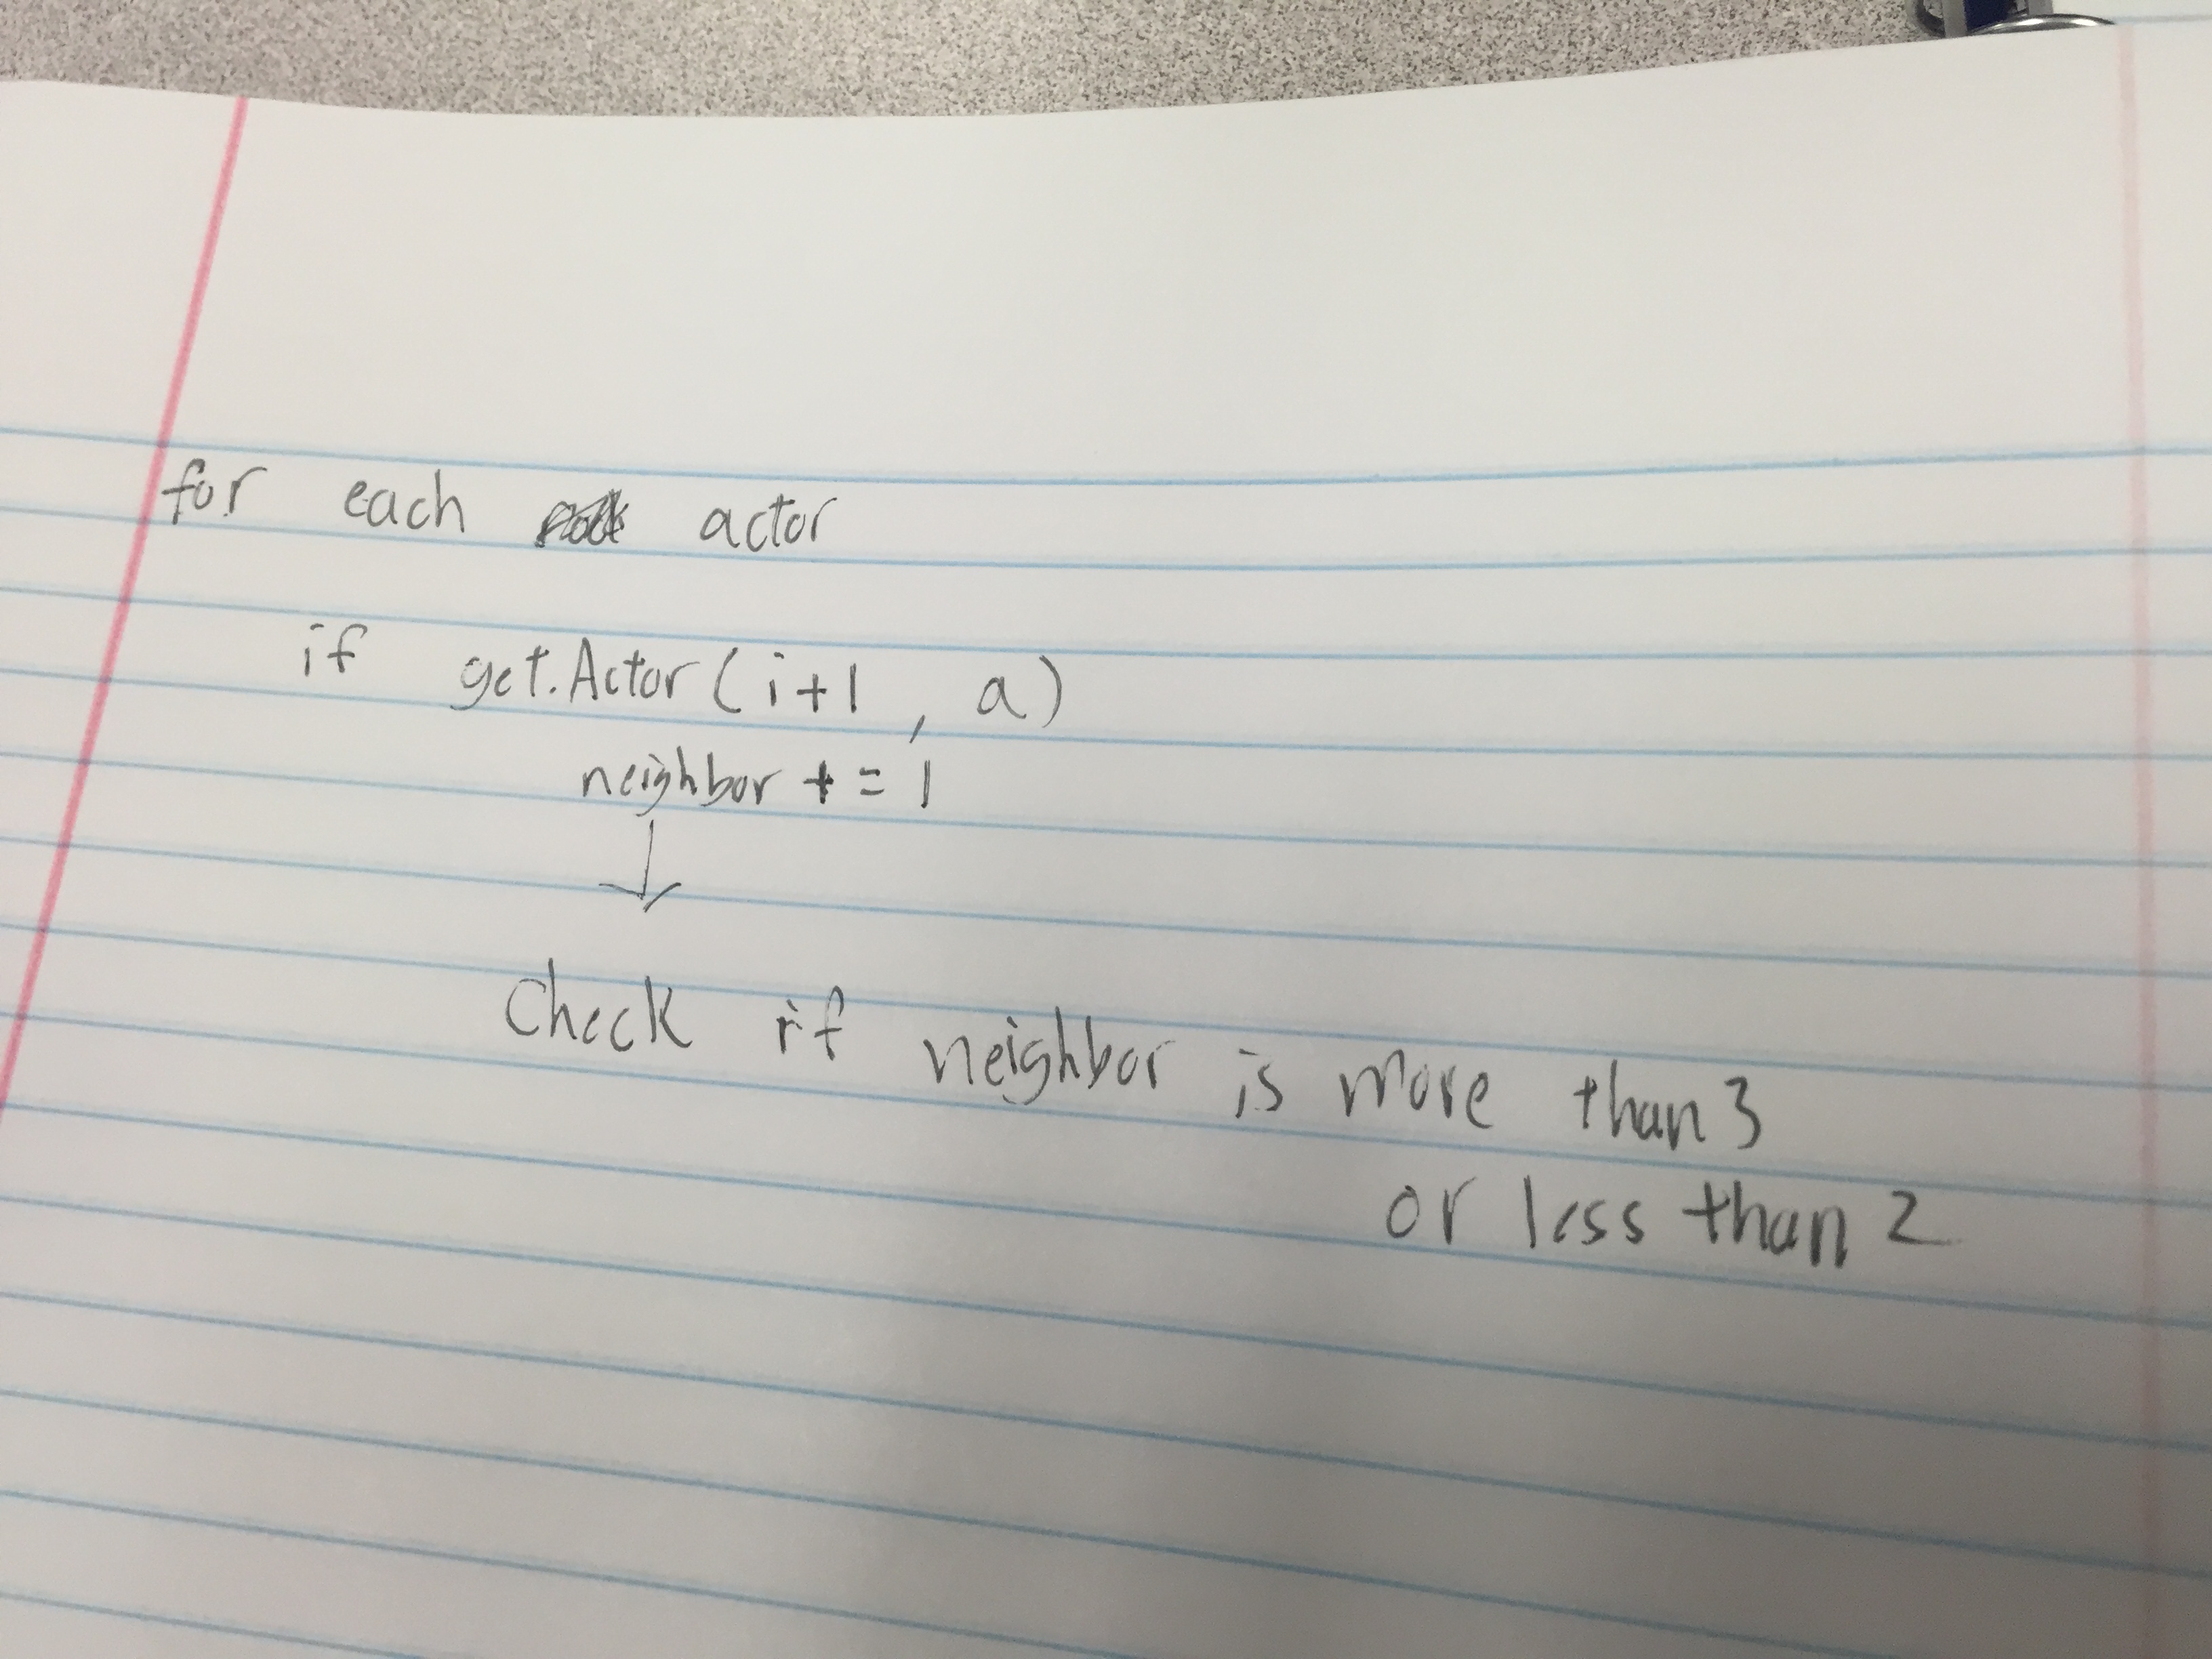 for each actor
if get.Actor(i+1, a)
neighbor += 1
Check if neighbor is more than 3
or less than 2